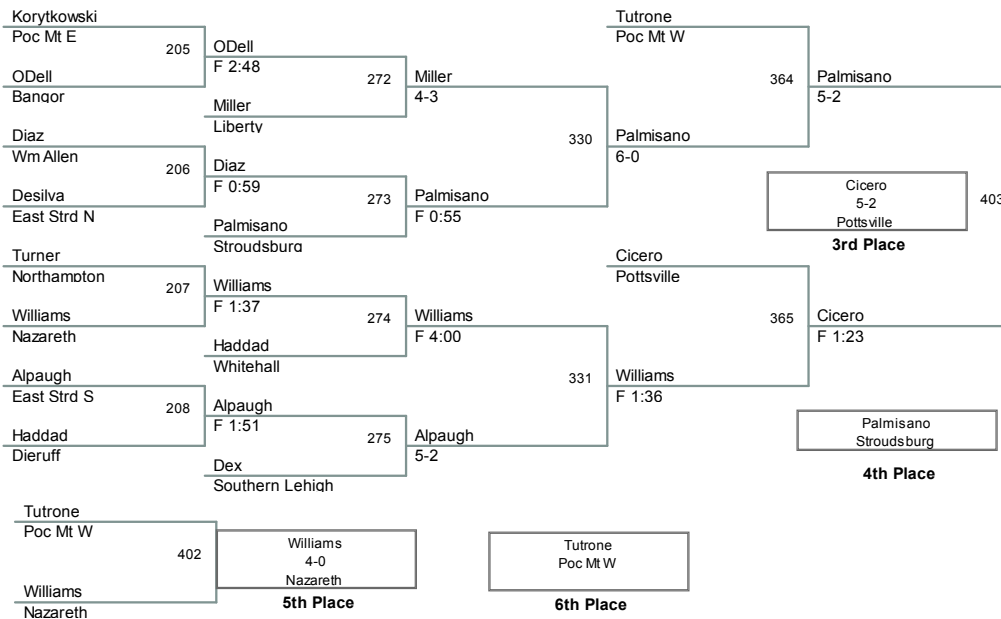 Korytkowski
Poc Mt E
205
ODell
Bangor
ODell
F 2:48
272
Miller
Liberty
Miller
4-3
Diaz
Wm Allen
206
Desilva
East Strd N
Diaz
F 0:59
273
Palmisano
Stroudsburg
Palmisano
F 0:55
330
Palmisano
6-0
Tutrone
Poc Mt W
364
Palmisano
5-2
Cicero
5-2
Pottsville
403
3rd Place
Turner
Northampton
207
Williams
Nazareth
Williams
F 1:37
274
Haddad
Whitehall
Williams
F 4:00
Alpaugh
East Strd S
208
Haddad
Dieruff
Alpaugh
F 1:51
275
Dex
Southern Lehigh
Alpaugh
5-2
331
Williams
F 1:36
Cicero
Pottsville
365
Cicero
F 1:23
Palmisano
Stroudsburg
4th Place
Tutrone
Poc Mt W
402
Williams
Nazareth
Williams
4-0
Nazareth
5th Place
Tutrone
Poc Mt W
6th Place